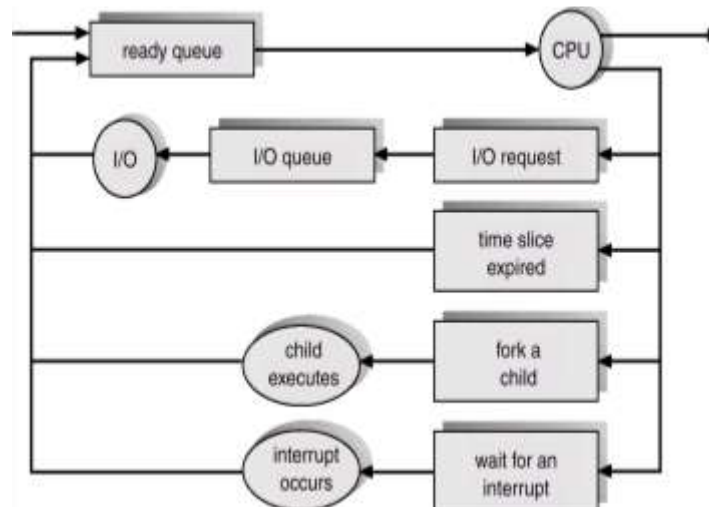 ready queue
CPU
I/O
I/O queue
I/O request
time slice
expired
child
executes
fork a
child
interrupt
occurs
wait for an
interrupt